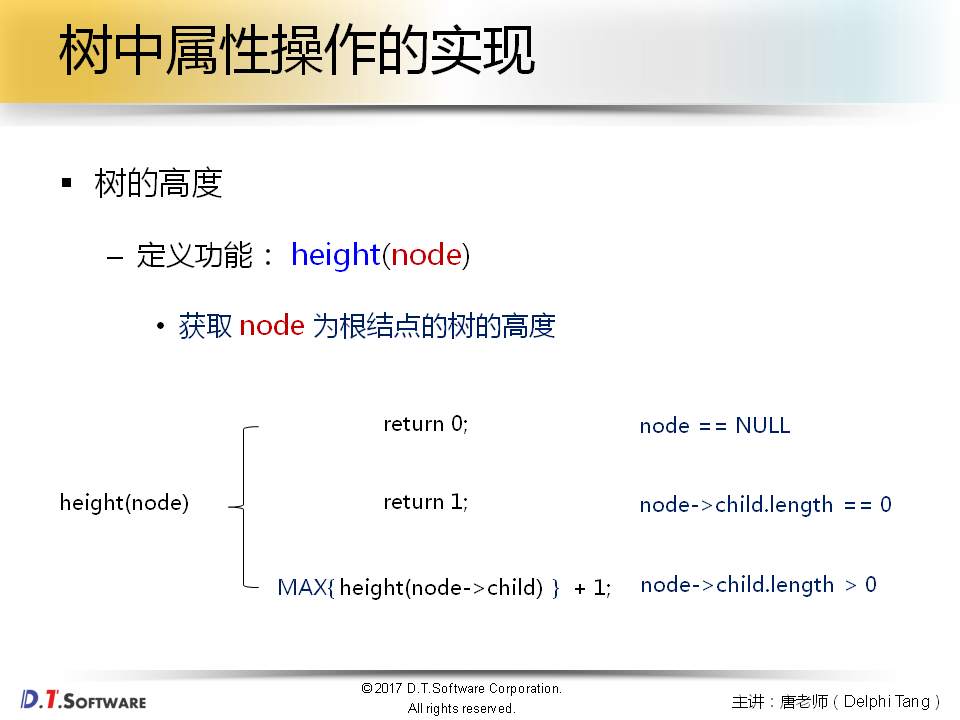 树中属性操作的实现
▪ 树的高度
– 定义功能： height(node)
• 获取 node 为根结点的树的高度
return 0; node == NULL
height(node) return 1; node->child.length == 0
MAX{ height(node->child) } + 1; node->child.length > 0
D.T.SOFTWARE
©2017 D.T.Software Corporation.
All rights reserved.
主讲：唐老师（Delphi Tang）